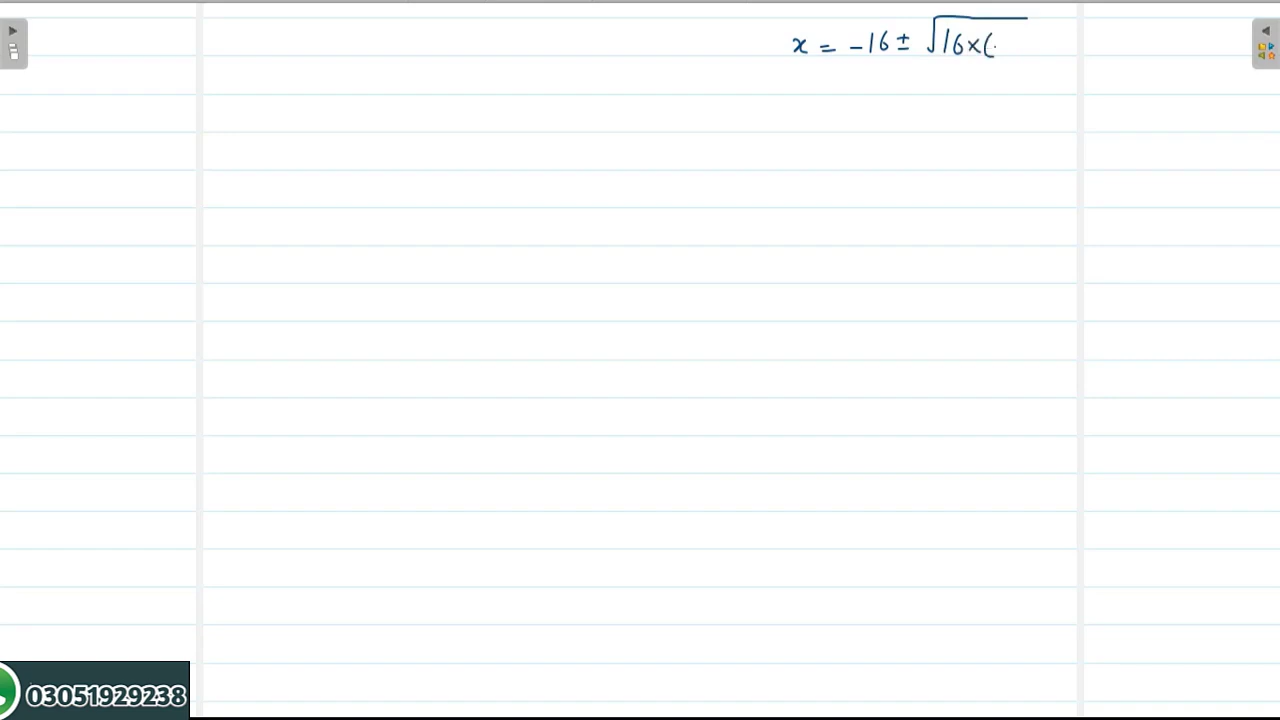 x = -16 ± √16×(
03051929238